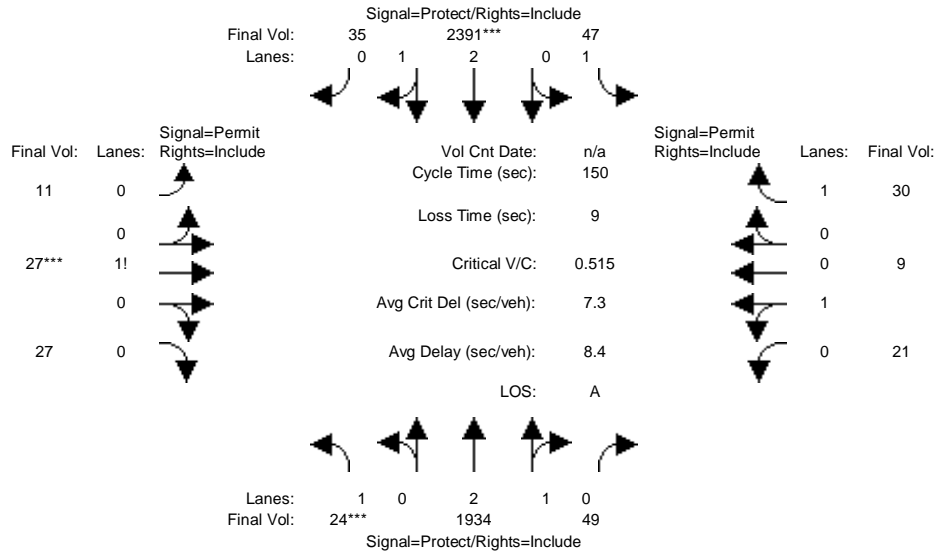 Signal=Protect/Rights=Include
Final Vol: 35 2391*** 47
Lanes: 0 1 2 0 1
Signal=Permit
Final Vol: Lanes: Rights=Include
Vol Cnt Date: n/a
Cycle Time (sec): 150
Signal=Permit
Rights=Include Lanes: Final Vol:
11 0
1 30
Loss Time (sec): 9
0
0
27*** 1!
Critical V/C: 0.515
0 9
0
Avg Crit Del (sec/veh): 7.3
1
27 0
Avg Delay (sec/veh): 8.4
0 21
LOS: A
Lanes: 1 0 2 1 0
Final Vol: 24*** 1934 49
Signal=Protect/Rights=Include